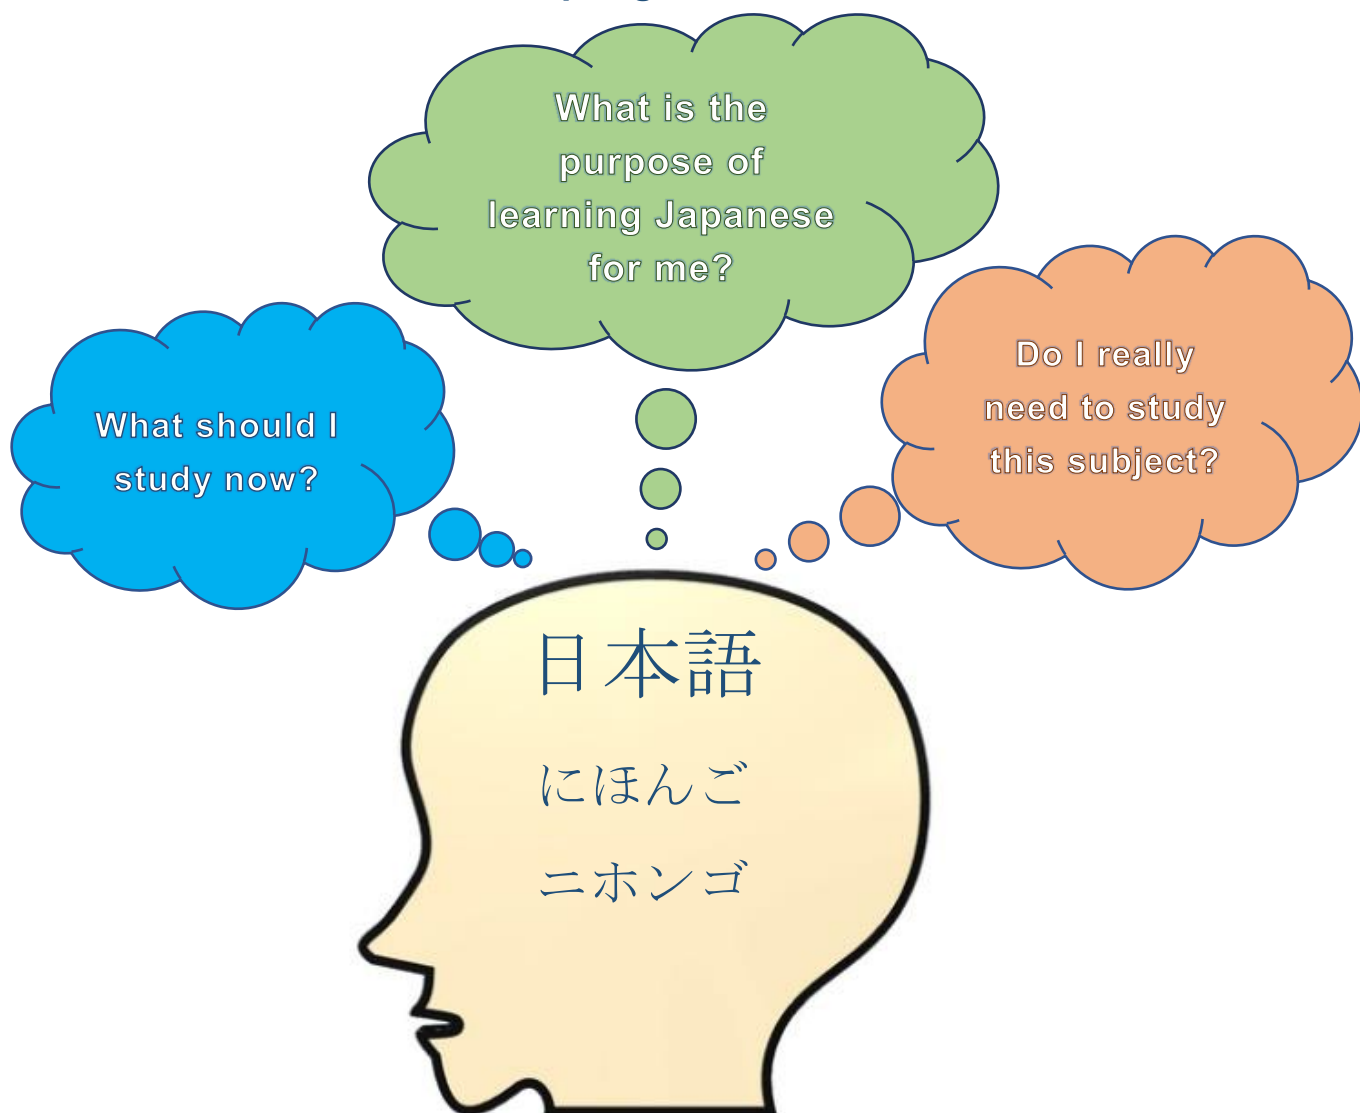 What is the
purpose of
learning Japanese
for me?
What should I
study now?
Do I really
need to study
this subject?
日本語
にほんご
ニホンゴ